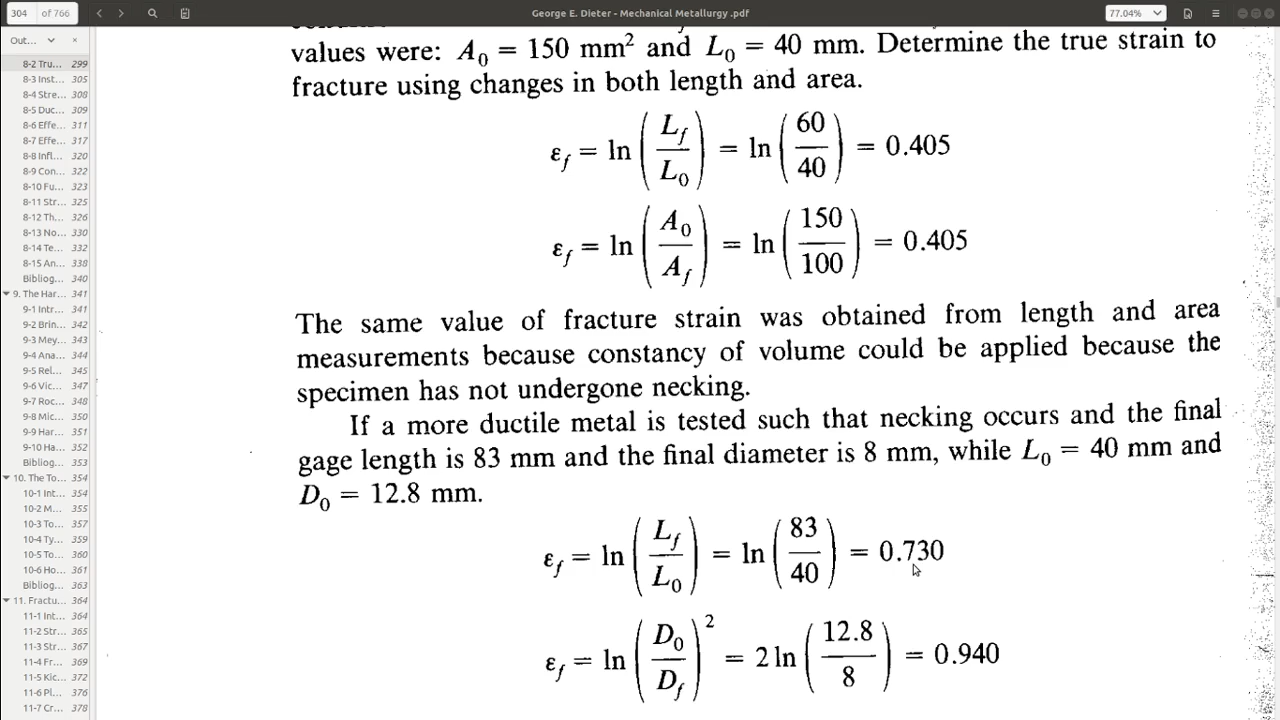 304 of 766
George E. Dieter - Mechanical Metallurgy .pdf
77.04%
Out...
8-2 Tru... 299
8-3 Inst... 305
8-4 Stre... 308
8-5 Duc... 309
8-6 Effe... 311
8-7 Effe... 317
8-8 Infl... 320
8-9 Con... 322
8-10 Fu... 323
8-11 Str... 325
8-12 Th... 326
8-13 No... 330
8-14 Te... 332
8-15 An... 338
Bibliog... 340
9. The Har... 341
9-1 Intr... 341
9-2 Brin... 342
9-3 Mey... 343
9-4 Ana... 344
9-5 Rel... 345
9-6 Vic... 347
9-7 Roc... 348
9-8 Mic... 350
9-9 Har... 351
9-10 Ha... 352
Bibliog... 353
10. The To... 354
10-1 Int... 354
10-2 M... 355
10-3 To... 357
10-4 Ty... 359
10-5 To... 360
10-6 Ho... 361
Bibliog... 363
11. Fractu... 364
11-1 Int... 364
11-2 Str... 365
11-3 Str... 367
11-4 Fr... 369
11-5 Kic... 372
11-6 Pl... 376
11-7 Cr... 378
values were: A₀ = 150 mm² and L₀ = 40 mm. Determine the true strain to
fracture using changes in both length and area.
ε_f = ln(L_f/L₀) = ln(60/40) = 0.405
ε_f = ln(A₀/A_f) = ln(150/100) = 0.405
The same value of fracture strain was obtained from length and area
measurements because constancy of volume could be applied because the
specimen has not undergone necking.
If a more ductile metal is tested such that necking occurs and the final
gage length is 83 mm and the final diameter is 8 mm, while L₀ = 40 mm and
D₀ = 12.8 mm.
ε_f = ln(L_f/L₀) = ln(83/40) = 0.730
ε_f = ln(D₀/D_f)² = 2 ln(12.8/8) = 0.940